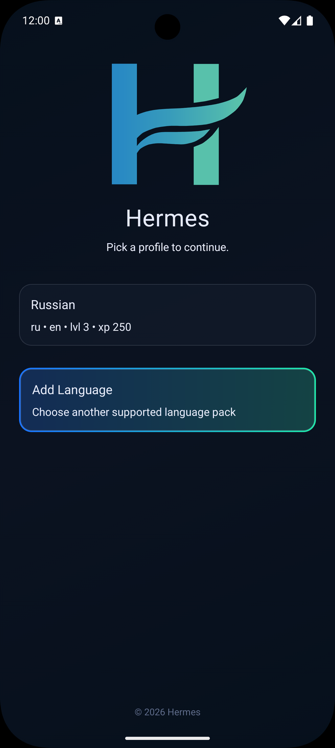 12:00 A
Hermes
Pick a profile to continue.
Russian
ru • en • lvl 3 • xp 250
Add Language
Choose another supported language pack
© 2026 Hermes